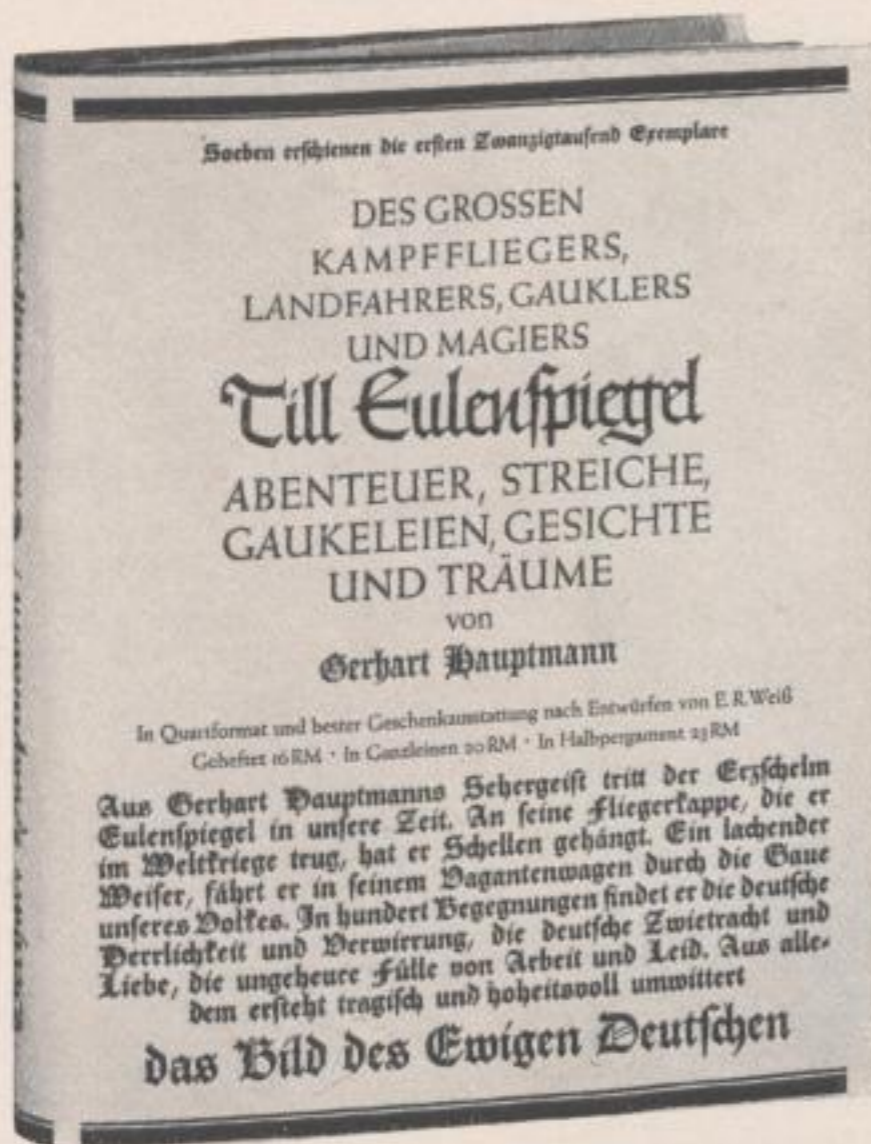 Soeben erschienen die ersten Zwanzigtausend Exemplare
DES GROSSEN
KAMPFFLIEGERS,
LANDFAHRERS, GAUKLERS
UND MAGIERS
Till Eulenspiegel
ABENTEUER, STREICHE,
GAUKELEIEN, GESICHTE
UND TRÄUME
von
Gerhart Hauptmann
In Quartformat und bester Geschenkausstattung nach Entwürfen von E. R. Weiß
Geheftet 16 RM · In Ganzleinen 20 RM · In Halbpergament 23 RM
Aus Gerhart Hauptmanns Sehergeist tritt der Erzschelm
Eulenspiegel in unsere Zeit. An seine Fliegerkappe, die er
im Weltkriege trug, hat er Schellen gehängt. Ein lachender
Weiser, fährt er in seinem Vagantenwagen durch die Gaue
unseres Volkes. In hundert Begegnungen findet er die deutsche
Herrlichkeit und Verwirrung, die deutsche Zwietracht und
Liebe, die ungeheure Fülle von Arbeit und Leid. Aus alle-
dem ersteht tragisch und hoheitsvoll umwittert
das Bild des Ewigen Deutschen